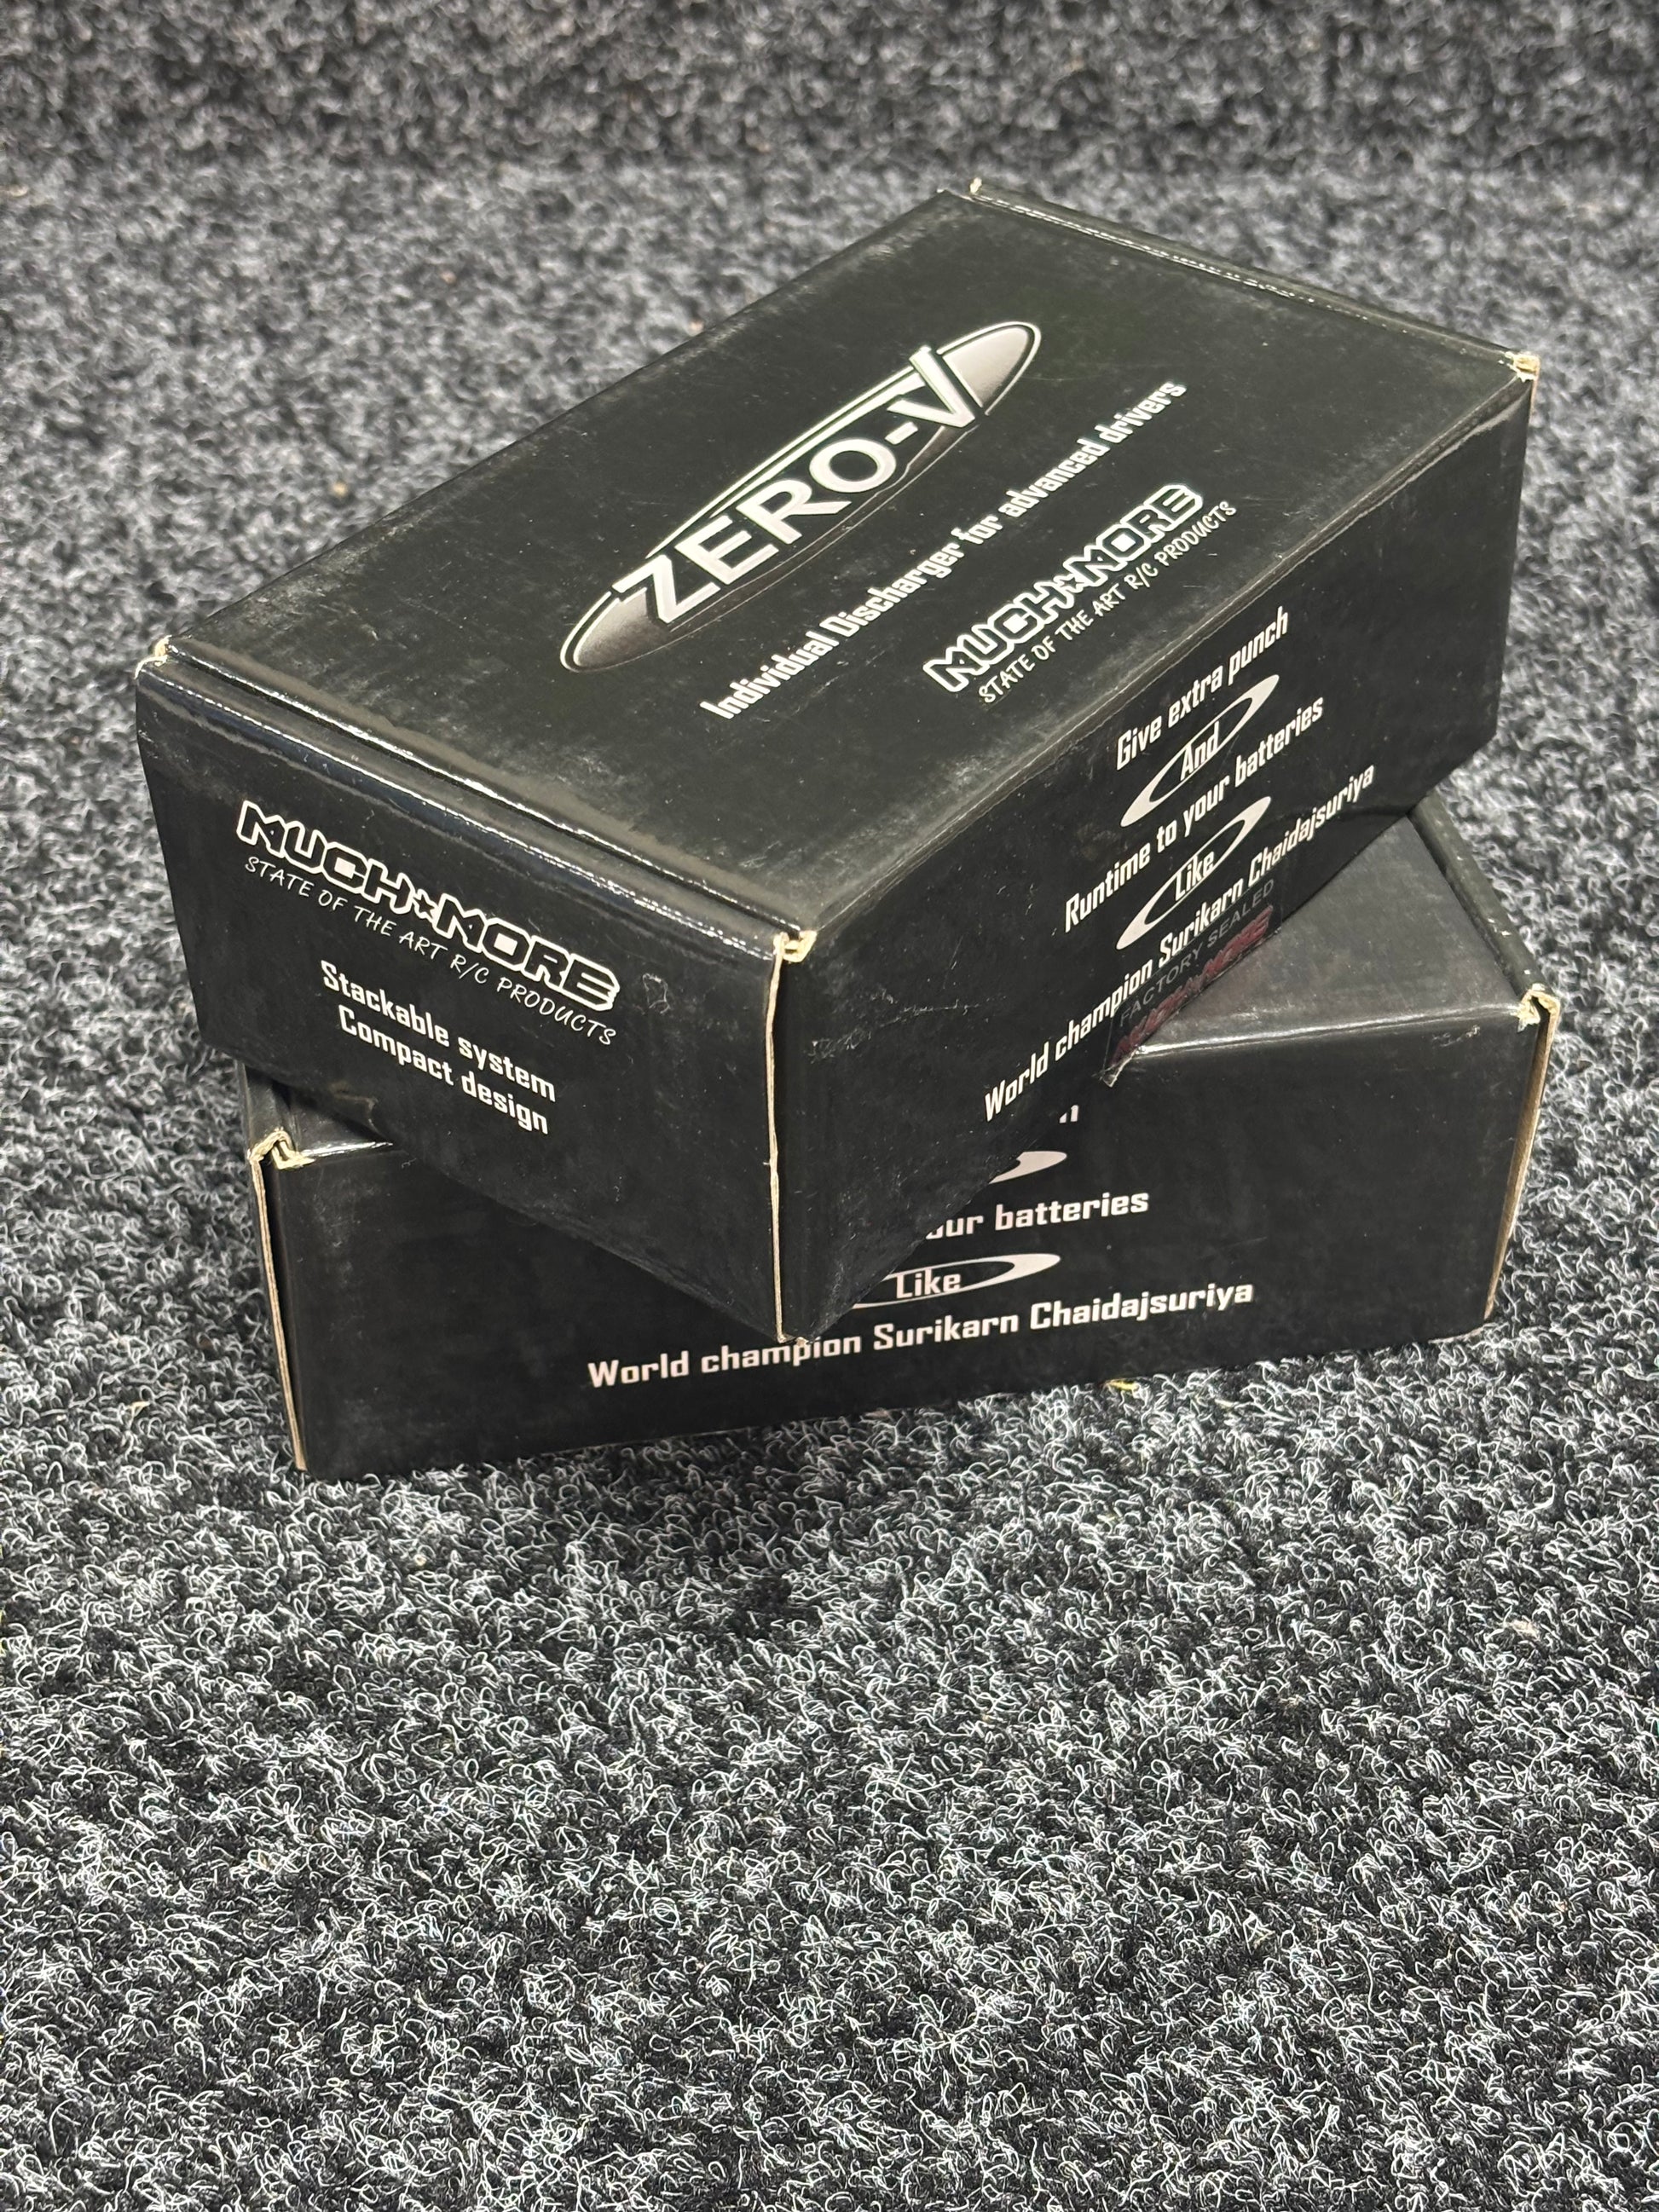 ZERO-V
Individual Discharger for advanced drivers
MUCH MORE
STATE OF THE ART R/C PRODUCTS
MUCH MORE
STATE OF THE ART R/C PRODUCTS
Stackable system
Compact design
Give extra punch
And
Runtime to your batteries
Like
World champion Surikarn Chaidajsuriya
FACTORY SEALED
MUCH MORE
batteries
Like
World champion Surikarn Chaidajsuriya